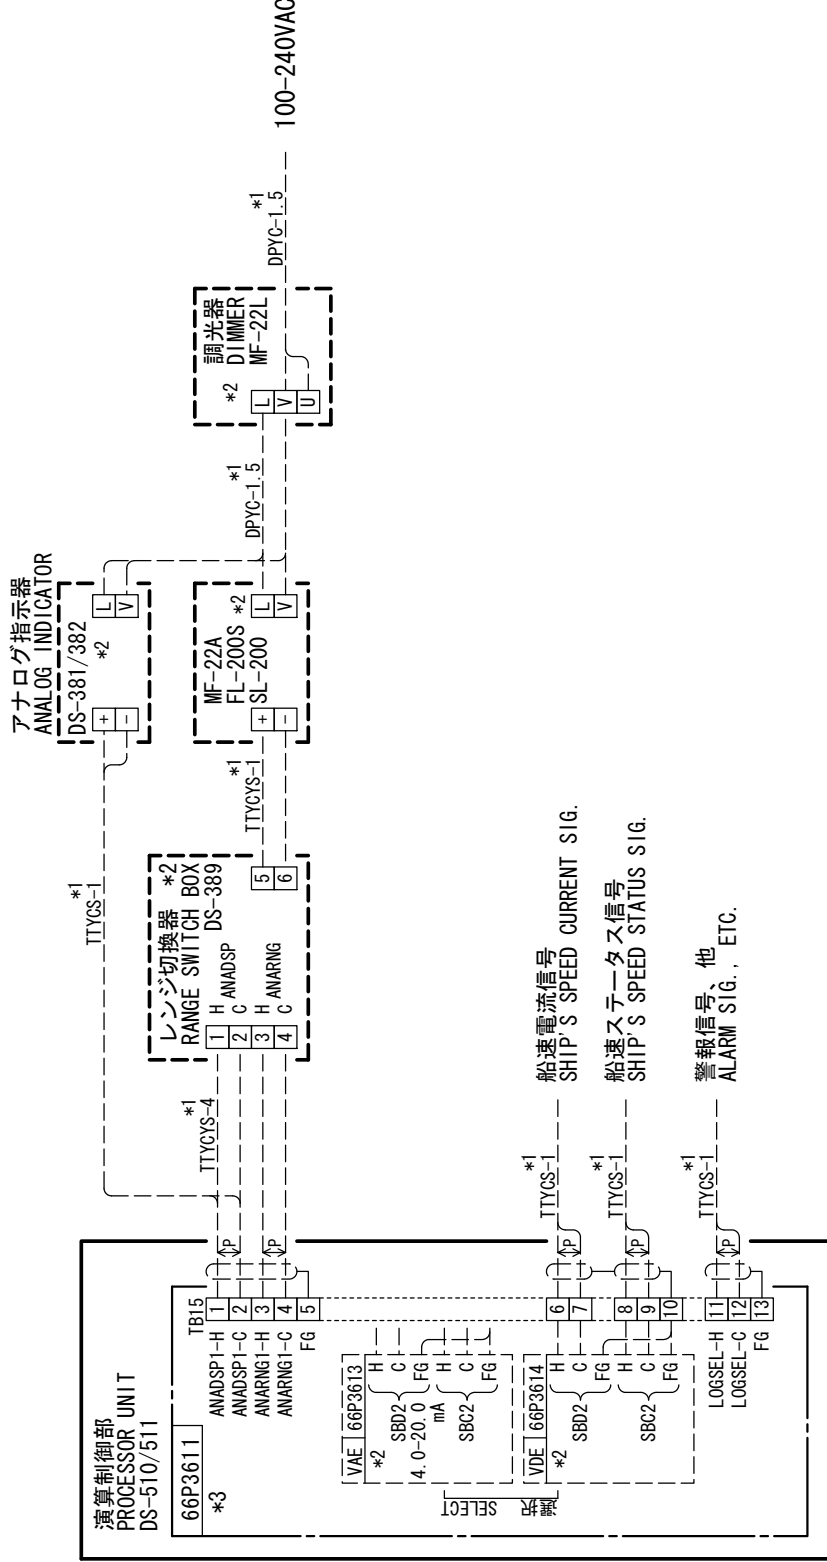 演算制御部
PROCESSOR UNIT
DS-510/511
66P3611
*3
TB15
ANADSP1-H 1
ANADSP1-C 2
ANARNG1-H 3
ANARNG1-C 4
FG 5
P
P
TTYCS-1
*1
TTYCYS-4
*1
レンジ切換器 *2
RANGE SWITCH BOX
DS-389
1 H
ANADSP
2 C
3 H
ANARNG
4 C
5
6
TTYCYS-1
*1
アナログ指示器
ANALOG INDICATOR
DS-381/382
*2
+
-
L
V
MF-22A
FL-200S
SL-200
*2
+
-
L
V
DPYC-1.5
*1
調光器
DIMMER
MF-22L
*2
L
V
U
DPYC-1.5
*1
100-240VAC
VAE 66P3613
*2
SBD2
H
C
FG
4.0-20.0
mA
SBC2
H
C
FG
選択 SELECT
VDE 66P3614
*2
SBD2
H
C
FG
SBC2
H
C
FG
6
7
8
9
10
P
P
TTYCS-1
*1
船速電流信号
SHIP'S SPEED CURRENT SIG.
TTYCS-1
*1
船速ステータス信号
SHIP'S SPEED STATUS SIG.
LOGSEL-H 11
LOGSEL-C 12
FG 13
P
TTYCS-1
*1
警報信号、他
ALARM SIG., ETC.